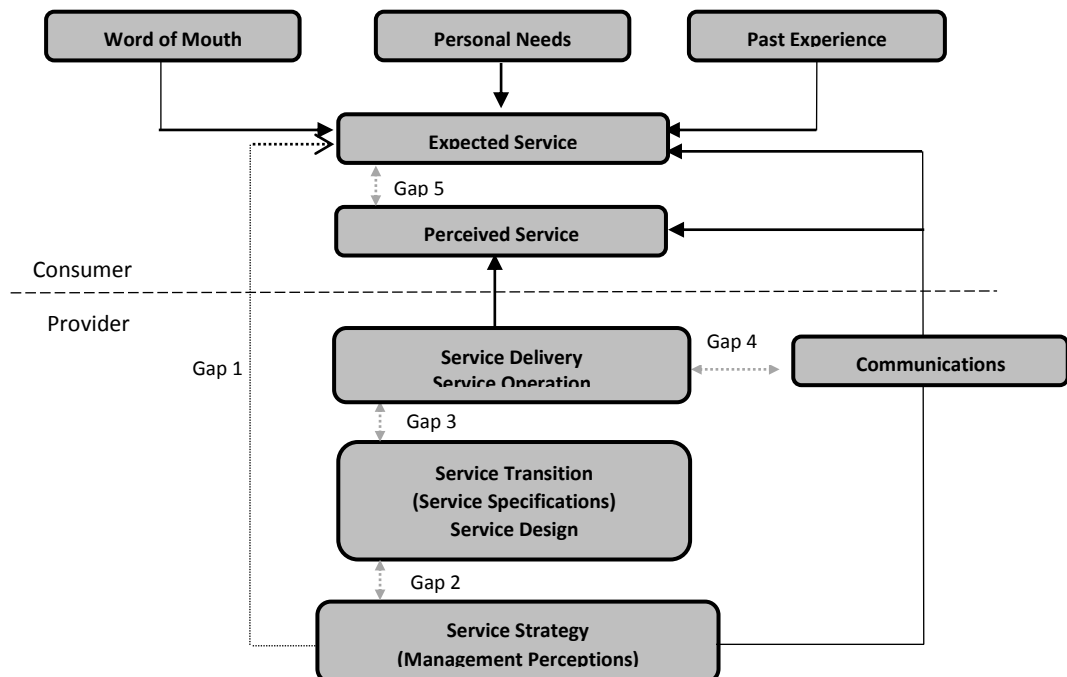 Word of Mouth
Personal Needs
Past Experience
Expected Service
Gap 5
Perceived Service
Consumer
Provider
Gap 1
Service Delivery
Service Operation
Gap 4
Communications
Gap 3
Service Transition
(Service Specifications)
Service Design
Gap 2
Service Strategy
(Management Perceptions)